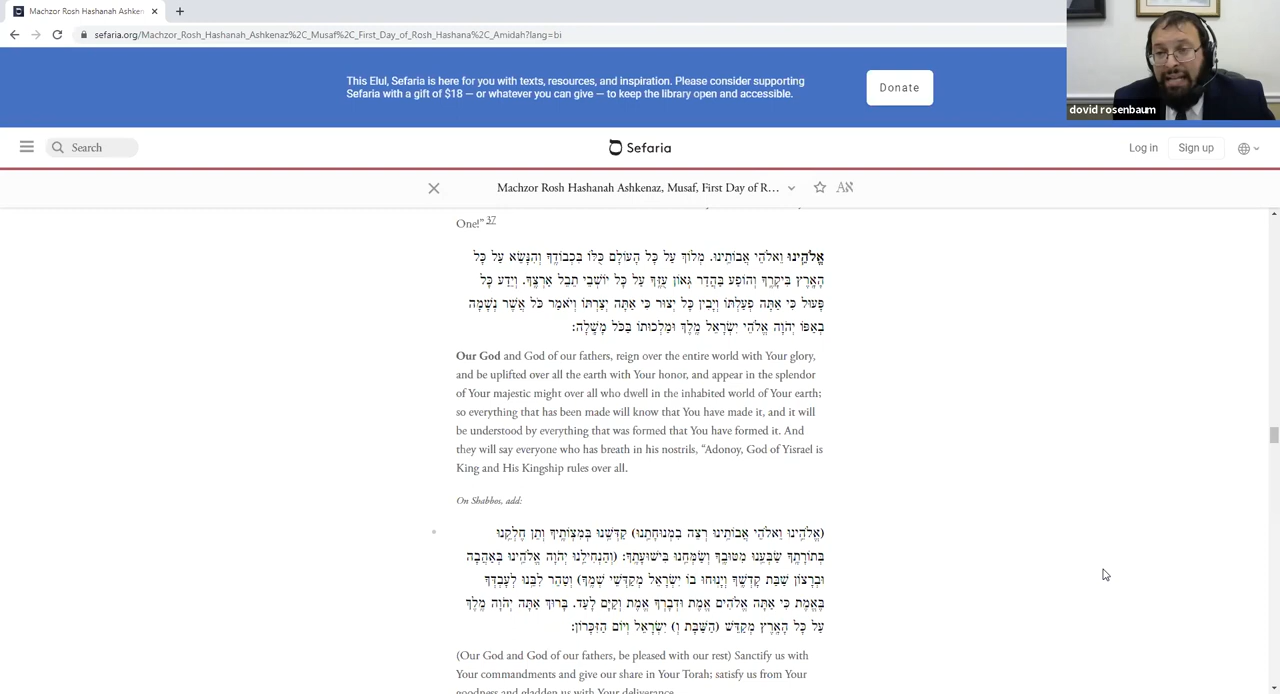 Machzor Rosh Hashanah Ashken
sefaria.org/Machzor_Rosh_Hashanah_Ashkenaz%2C_Musaf%2C_First_Day_of_Rosh_Hashana%2C_Amidah?lang=bi
This Elul, Sefaria is here for you with texts, resources, and inspiration. Please consider supporting
Sefaria with a gift of $18 — or whatever you can give — to keep the library open and accessible.
Donate
dovid rosenbaum
Search
Sefaria
Log in
Sign up
Machzor Rosh Hashanah Ashkenaz, Musaf, First Day of R...
One!” 37
אֱלֹהֵֽינוּ וֵאלֹהֵי אֲבוֹתֵינוּ. מְלוֹךְ עַל כָּל הָעוֹלָם כֻּלּוֹ בִּכְבוֹדֶךָ וְהִנָּשֵׂא עַל כָּל
הָאָֽרֶץ בִּיקָרֶךָ וְהוֹפַע בַּהֲדַר גְּאוֹן עֻזֶּךָ עַל כָּל יוֹשְׁבֵי תֵבֵל אַרְצֶךָ. וְיֵדַע כָּל
פָּעוּל כִּי אַתָּה פְעַלְתּוֹ וְיָבִין כָּל יָצוּר כִּי אַתָּה יְצַרְתּוֹ וְיֹאמַר כֹּל אֲשֶׁר נְשָׁמָה
בְאַפּוֹ יְהֹוָה אֱלֹהֵי יִשְׂרָאֵל מֶֽלֶךְ וּמַלְכוּתוֹ בַּכֹּל מָשָׁלָה:
Our God and God of our fathers, reign over the entire world with Your glory,
and be uplifted over all the earth with Your honor, and appear in the splendor
of Your majestic might over all who dwell in the inhabited world of Your earth;
so everything that has been made will know that You have made it, and it will
be understood by everything that was formed that You have formed it. And
they will say everyone who has breath in his nostrils, “Adonoy, God of Yisrael is
King and His Kingship rules over all.
On Shabbos, add:
(אֱלֹהֵֽינוּ וֵאלֹהֵי אֲבוֹתֵינוּ רְצֵה בִמְנוּחָתֵנוּ) קַדְּשֵׁנוּ בְּמִצְוֹתֶיךָ וְתֵן חֶלְקֵנוּ
בְּתוֹרָתֶךָ שַׂבְּעֵנוּ מִטּוּבֶךָ וְשַׂמְּחֵנוּ בִּישׁוּעָתֶךָ: (וְהַנְחִילֵנוּ יְהֹוָה אֱלֹהֵינוּ בְּאַהֲבָה
וּבְרָצוֹן שַׁבַּת קָדְשֶׁךָ וְיָנוּחוּ בוֹ יִשְׂרָאֵל מְקַדְּשֵׁי שְׁמֶךָ) וְטַהֵר לִבֵּנוּ לְעָבְדְּךָ
בֶּאֱמֶת כִּי אַתָּה אֱלֹהִים אֱמֶת וּדְבָרְךָ אֱמֶת וְקַיָּם לָעַד. בָּרוּךְ אַתָּה יְהֹוָה מֶֽלֶךְ
עַל כָּל הָאָֽרֶץ מְקַדֵּשׁ (הַשַּׁבָּת וְ) יִשְׂרָאֵל וְיוֹם הַזִּכָּרוֹן:
(Our God and God of our fathers, be pleased with our rest) Sanctify us with
Your commandments and give our share in Your Torah; satisfy us from Your
goodness and gladden us with Your deliverance.